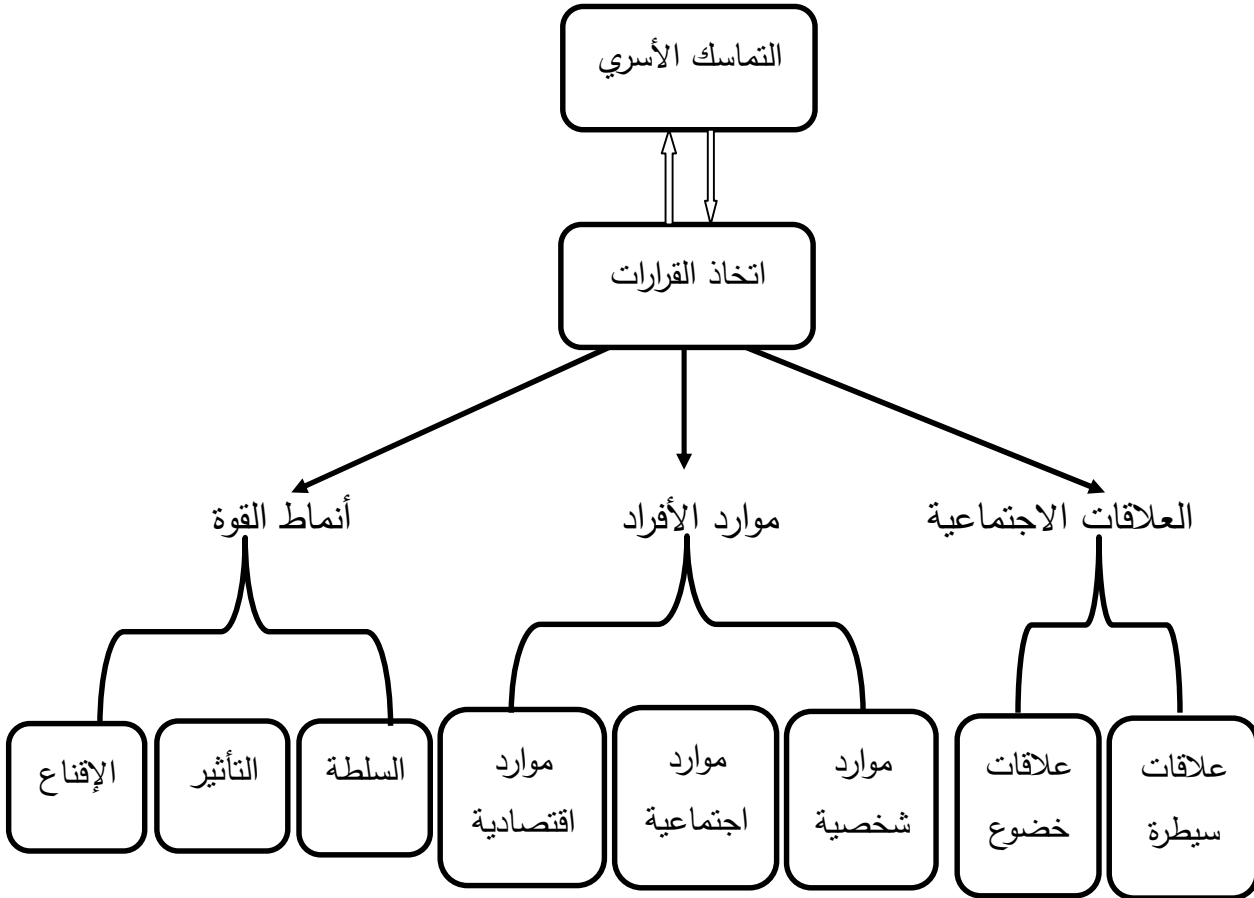 التماسك الأسري
اتخاذ القرارات
العلاقات الاجتماعية
موارد الأفراد
أنماط القوة
علاقات
سيطرة
علاقات
خضوع
موارد
شخصية
موارد
اجتماعية
موارد
اقتصادية
السلطة
التأثير
الإقناع